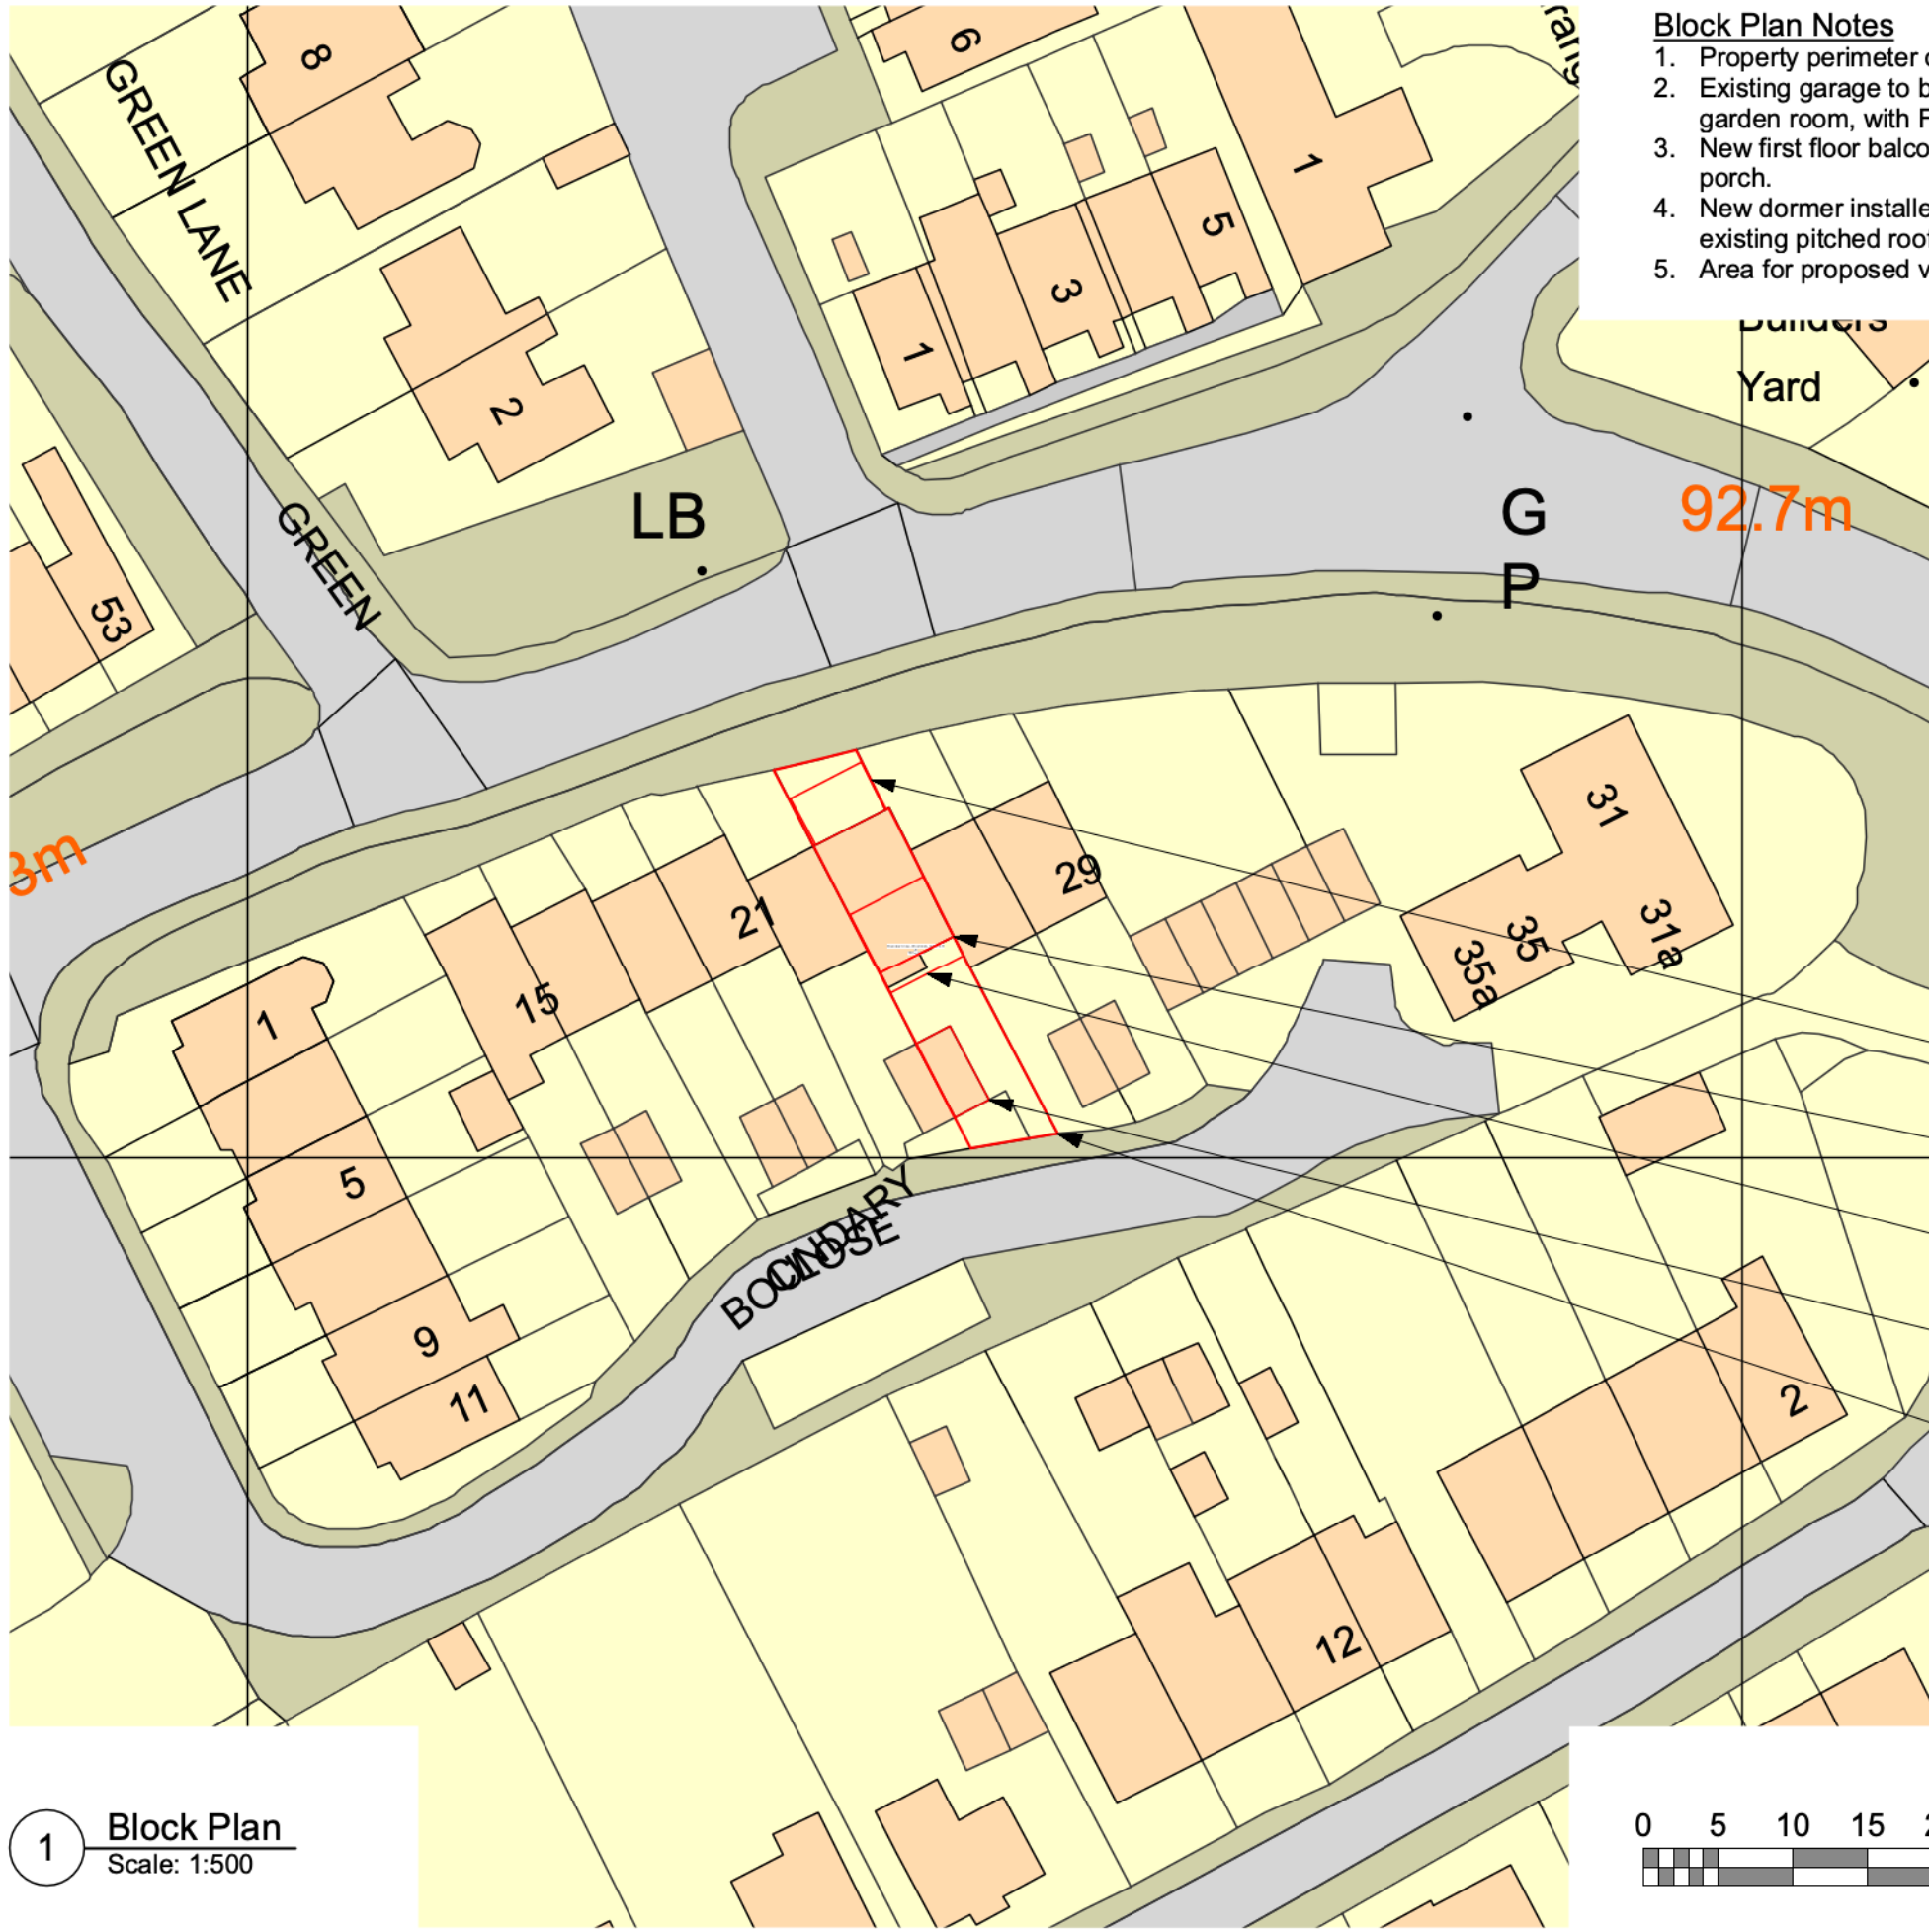 Block Plan Notes
1. Property perimeter
2. Existing garage to b
garden room, with F
3. New first floor balco
porch.
4. New dormer installe
existing pitched roo
5. Area for proposed v
8
6
GREEN LANE
1
5
3
1
2
Builders
Yard
LB
G
P
92.7m
GREEN
53
3m
31
29
21
35
31a
35a
15
1
5
BOUNDARY
CLOSE
9
11
2
12
1
Block Plan
Scale: 1:500
0 5 10 15